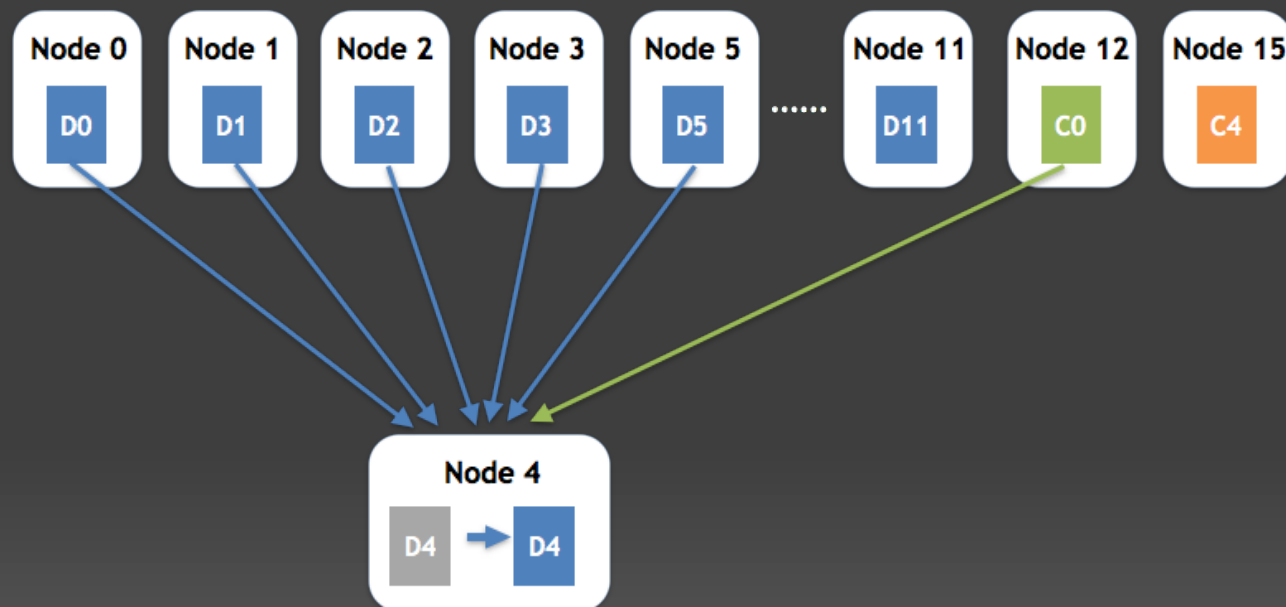 Node 0
Node 1
Node 2
Node 3
Node 5
Node 11
Node 12
Node 15
D0
D1
D2
D3
D5
......
D11
C0
C4
Node 4
D4
D4